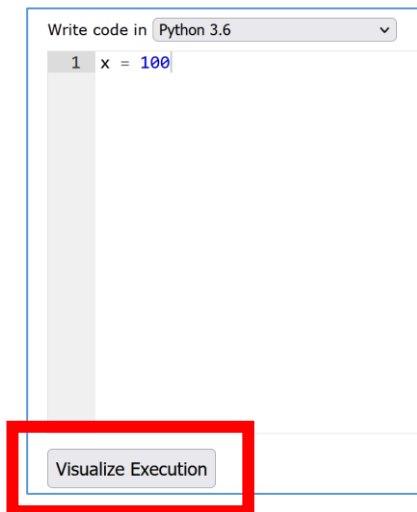 Write code in Python 3.6
1 x = 100
Visualize Execution